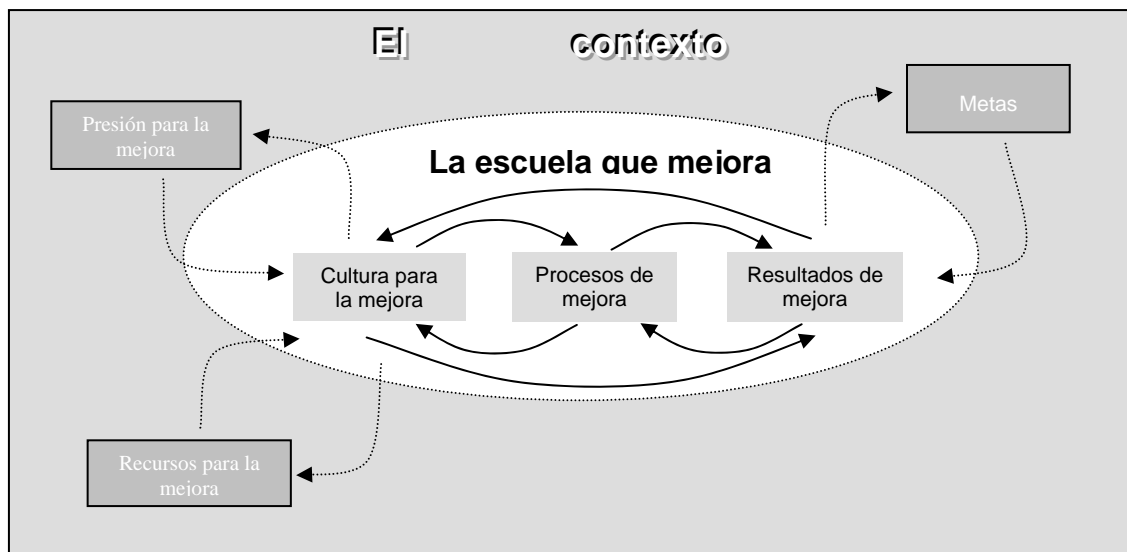 El contexto
Presión para la
mejora
Metas
La escuela que mejora
Cultura para
la mejora
Procesos de
mejora
Resultados de
mejora
Recursos para la
mejora